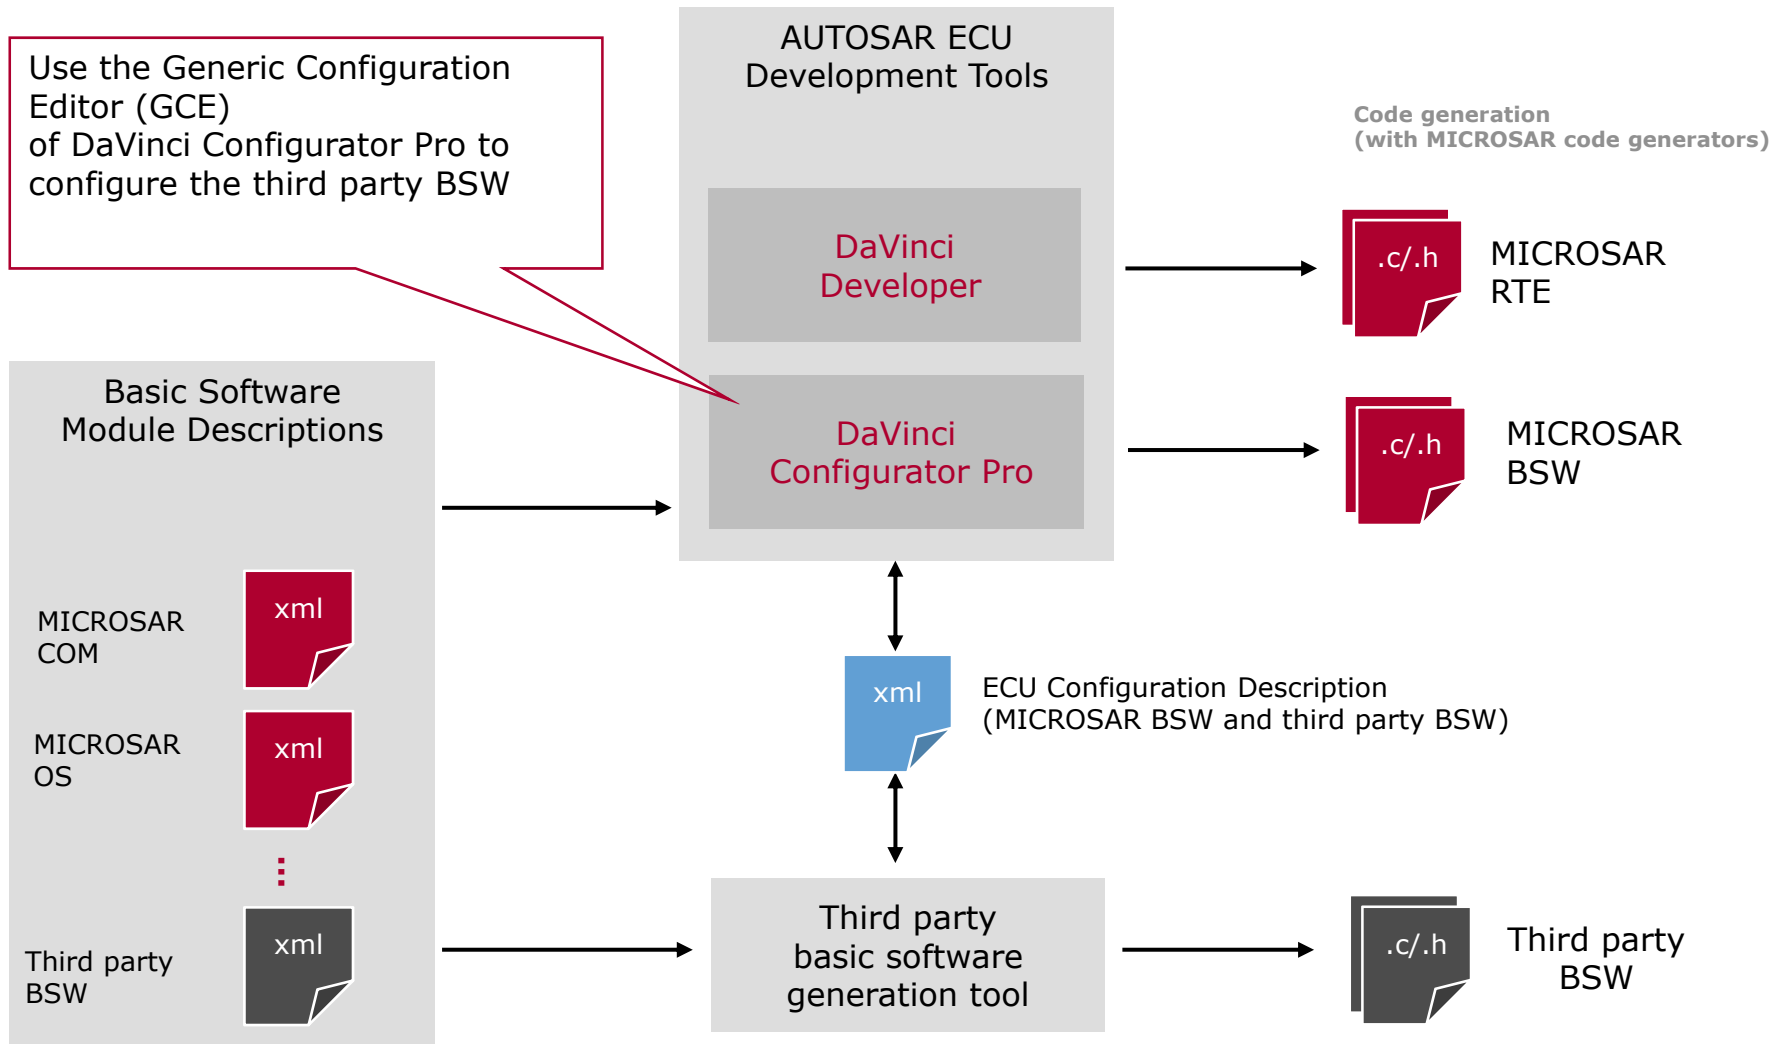 Use the Generic Configuration
Editor (GCE)
of DaVinci Configurator Pro to
configure the third party BSW
AUTOSAR ECU
Development Tools
DaVinci
Developer
DaVinci
Configurator Pro
Code generation
(with MICROSAR code generators)
.c/.h
MICROSAR
RTE
.c/.h
MICROSAR
BSW
Basic Software
Module Descriptions
MICROSAR
COM
xml
MICROSAR
OS
xml
...
Third party
BSW
xml
xml
ECU Configuration Description
(MICROSAR BSW and third party BSW)
Third party
basic software
generation tool
.c/.h
Third party
BSW